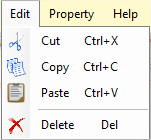 Edit Property Help
Cut Ctrl+X
Copy Ctrl+C
Paste Ctrl+V
Delete Del